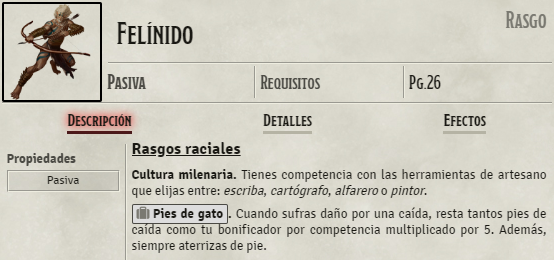 FELÍNIDO
RASGO
PASIVA
REQUISITOS
PG.26
DESCRIPCIÓN
DETALLES
EFECTOS
Propiedades
Pasiva
Rasgos raciales
Cultura milenaria. Tienes competencia con las herramientas de artesano
que elijas entre: escriba, cartógrafo, alfarero o pintor.
Pies de gato. Cuando sufras daño por una caída, resta tantos pies de
caída como tu bonificador por competencia multiplicado por 5. Además,
siempre aterrizas de pie.